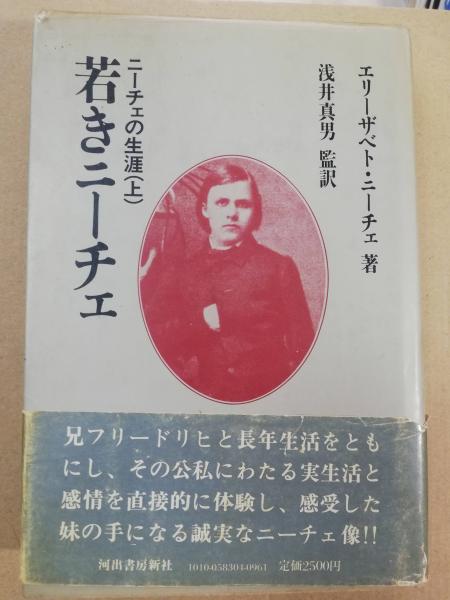 エリーザベト・ニーチェ 著
浅井真男 監訳
ニーチェの生涯(上)
若きニーチェ
兄フリードリヒと長年生活をとも
にし、その公私にわたる実生活と
感情を直接的に体験し、感受した
妹の手になる誠実なニーチェ像!!
河出書房新社 1010-058304-0961 定価2500円